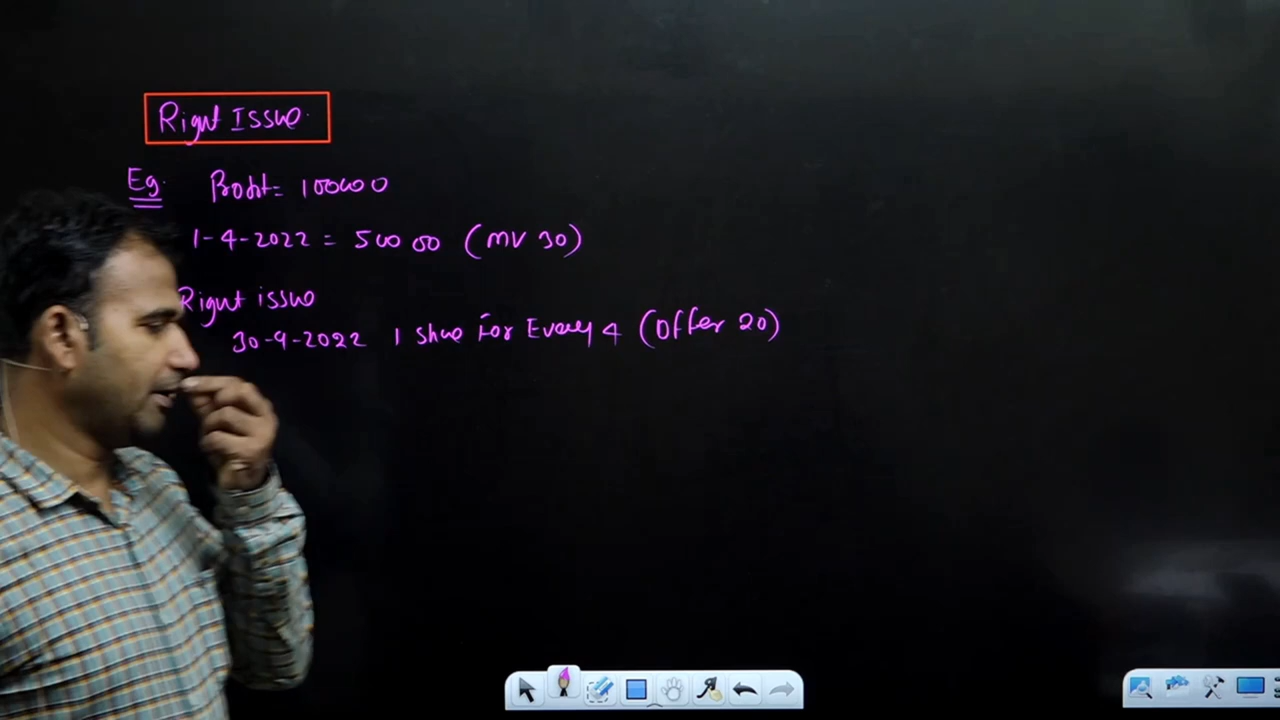 Right Issue
Eg. Profit = 100000
1-4-2022 = 50000 (MV 30)
Right issue
30-9-2022 1 Share For Every 4 (Offer 20)